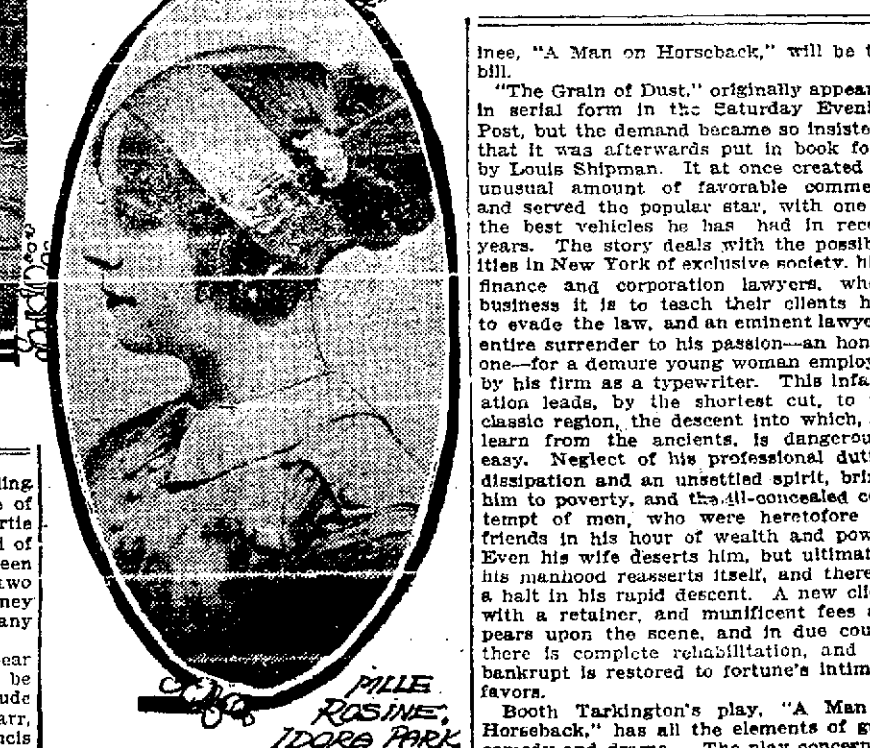 ling
of
rtie
d of
een
two
ney
any
ear
be
ude
arr,
ncis
MLLE
ROSINE,
IDORA PARK
inee, "A Man on Horseback," will be t
bill.
"The Grain of Dust," originally appear
in serial form in the Saturday Eveni
Post, but the demand became so insiste
that it was afterwards put in book fo
by Louis Shipman. It at once created
unusual amount of favorable comme
and served the popular star, with one
the best vehicles he has had in rece
years. The story deals with the possib
ities in New York of exclusive society, hi
finance and corporation lawyers, who
business it is to teach their clients h
to evade the law, and an eminent lawye
entire surrender to his passion—an hon
one—for a demure young woman employ
by his firm as a typewriter. This infa
ation leads, by the shortest cut, to
classic region, the descent into which,
learn from the ancients, is dangerou
easy. Neglect of his professional duti
dissipation and an unsettled spirit, brin
him to poverty, and the ill-concealed co
tempt of men, who were heretofore
friends in his hour of wealth and pow
Even his wife deserts him, but ultimat
his manhood reasserts itself, and there
a halt in his rapid descent. A new clie
with a retainer, and munificent fees a
pears upon the scene, and in due cou
there is complete rehabilitation, and
bankrupt is restored to fortune's intim
favors.
Booth Tarkington's play, "A Man
Horseback," has all the elements of g
comedy and drama. The play concern